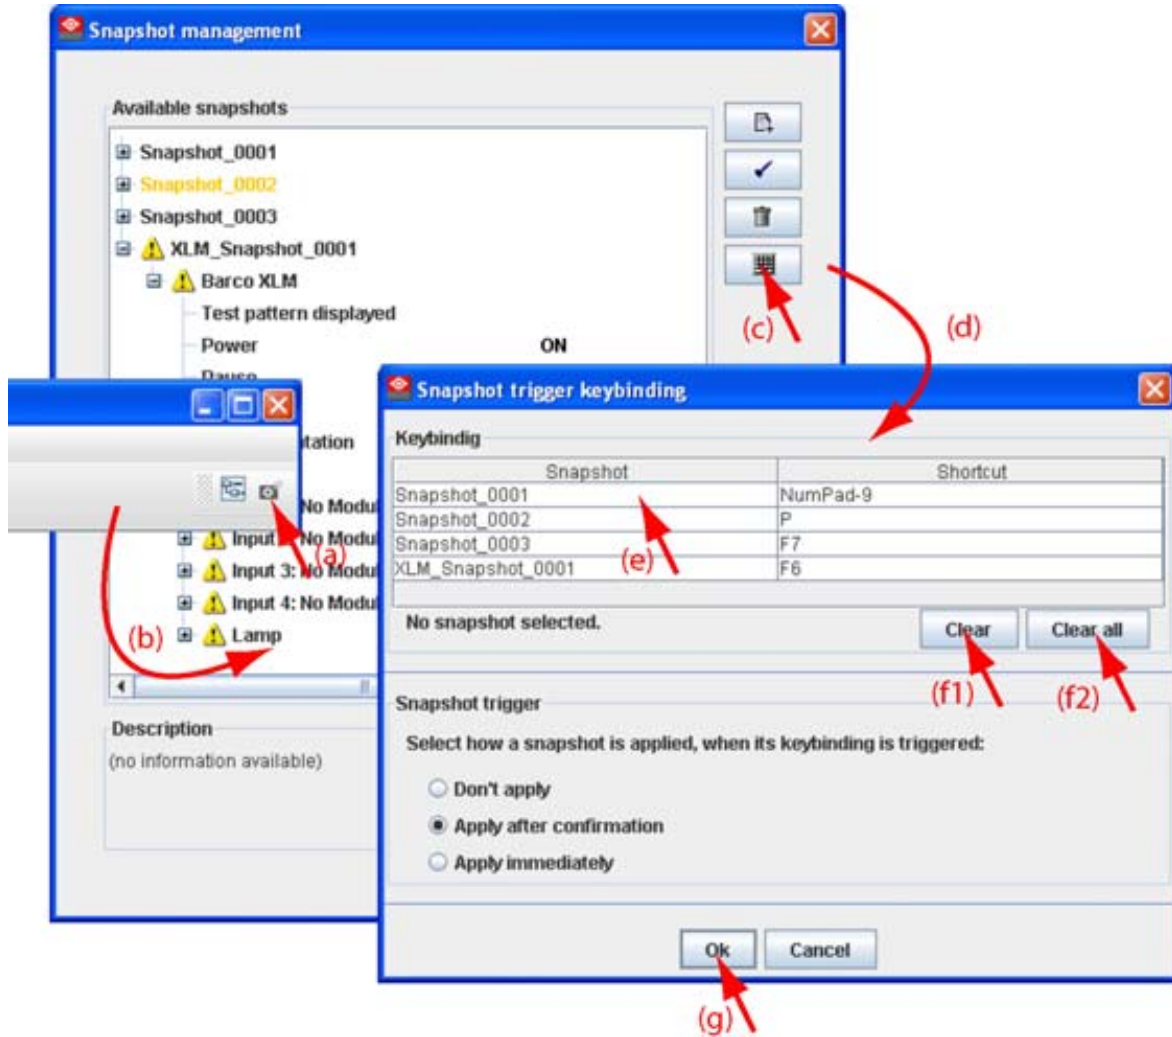 Snapshot management
Available snapshots
Snapshot_0001
Snapshot_0002
Snapshot_0003
XLM_Snapshot_0001
Barco XLM
Test pattern displayed
Power ON
(c)
(d)
Snapshot trigger keybinding
Keybindig
Snapshot Shortcut
Snapshot_0001 NumPad-9
Snapshot_0002 P
Snapshot_0003 F7
XLM_Snapshot_0001 F6
(e)
No snapshot selected.
Clear
Clear all
(f1)
(f2)
Snapshot trigger
Select how a snapshot is applied, when its keybinding is triggered:
Don't apply
Apply after confirmation
Apply immediately
Ok
Cancel
(g)
tation
No Modul
(a)
Input No Modul
Input 3: No Modul
Input 4: No Modul
(b)
Lamp
Description
(no information available)